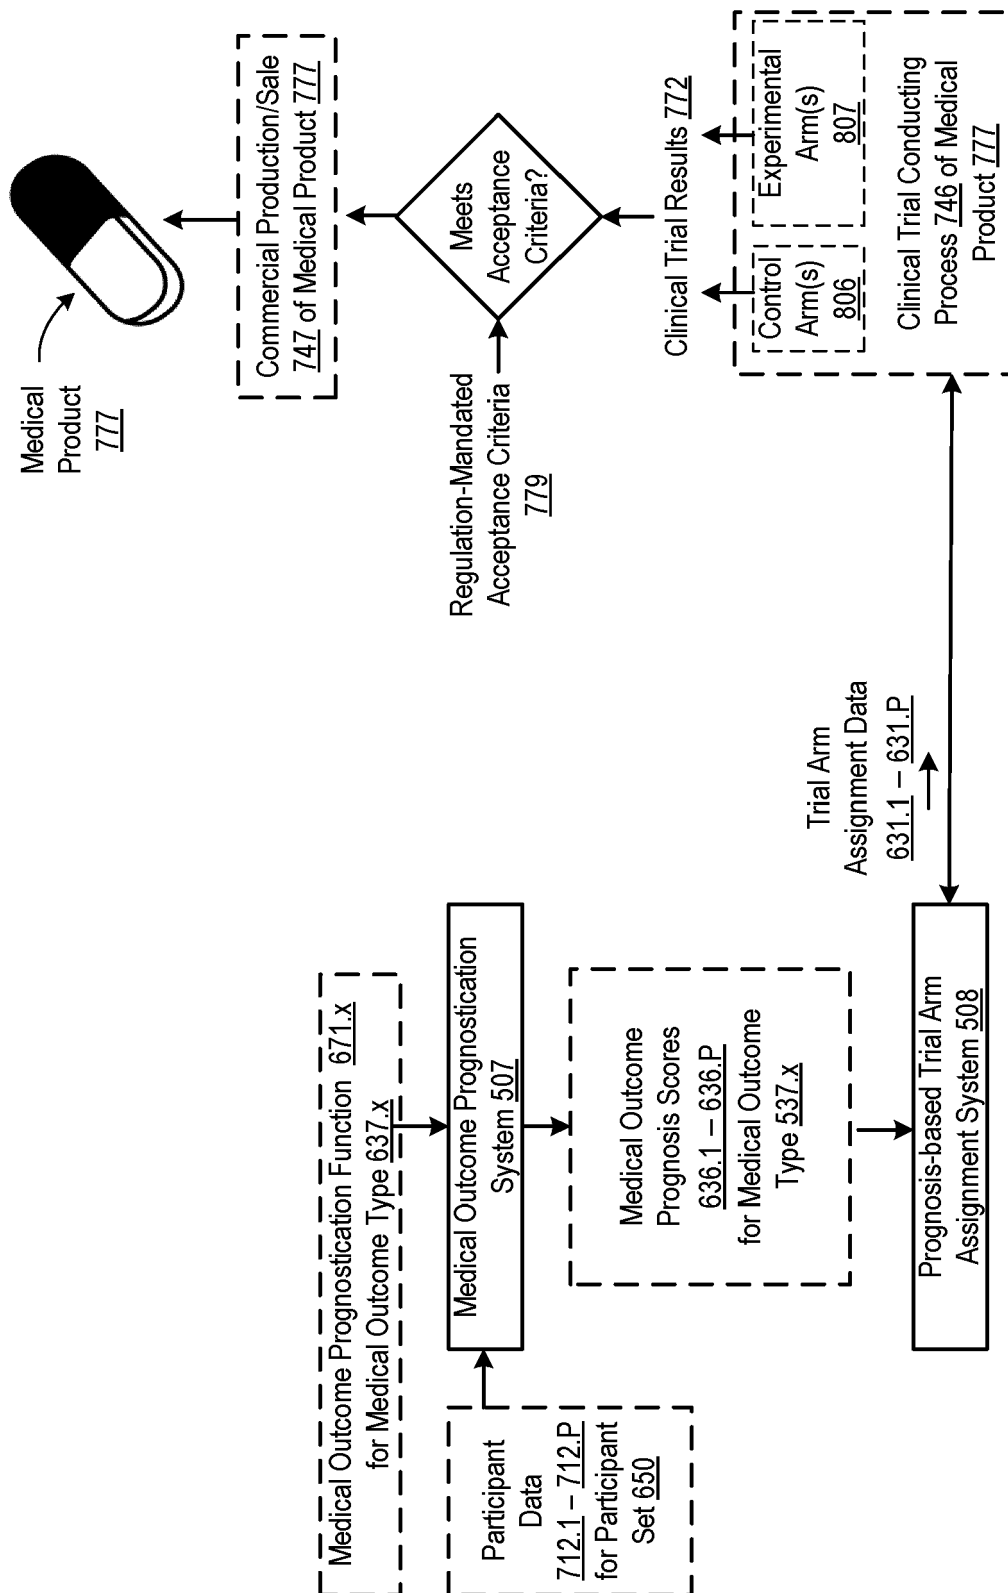 Medical Outcome Prognostication Function 671.x
for Medical Outcome Type 637.x
Participant
Data
712.1 – 712.P
for Participant
Set 650
Medical Outcome Prognostication
System 507
Medical Outcome
Prognosis Scores
636.1 – 636.P
for Medical Outcome
Type 537.x
Prognosis-based Trial Arm
Assignment System 508
Trial Arm
Assignment Data
631.1 – 631.P
Clinical Trial Conducting
Process 746 of Medical
Product 777
Control
Arm(s)
806
Experimental
Arm(s)
807
Clinical Trial Results 772
Regulation-Mandated
Acceptance Criteria
779
Meets
Acceptance
Criteria?
Commercial Production/Sale
747 of Medical Product 777
Medical
Product
777